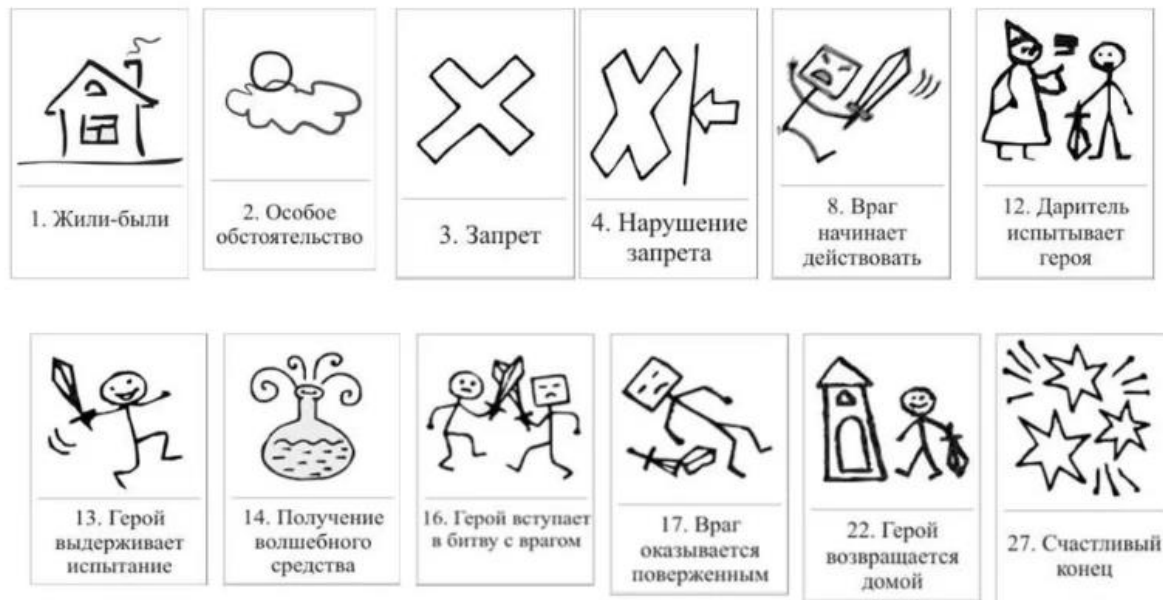 1. Жили-были
2. Особое
обстоятельство
3. Запрет
4. Нарушение
запрета
8. Враг
начинает
действовать
12. Даритель
испытывает
героя
13. Герой
выдерживает
испытание
14. Получение
волшебного
средства
16. Герой вступает
в битву с врагом
17. Враг
оказывается
поверженным
22. Герой
возвращается
домой
27. Счастливый
конец